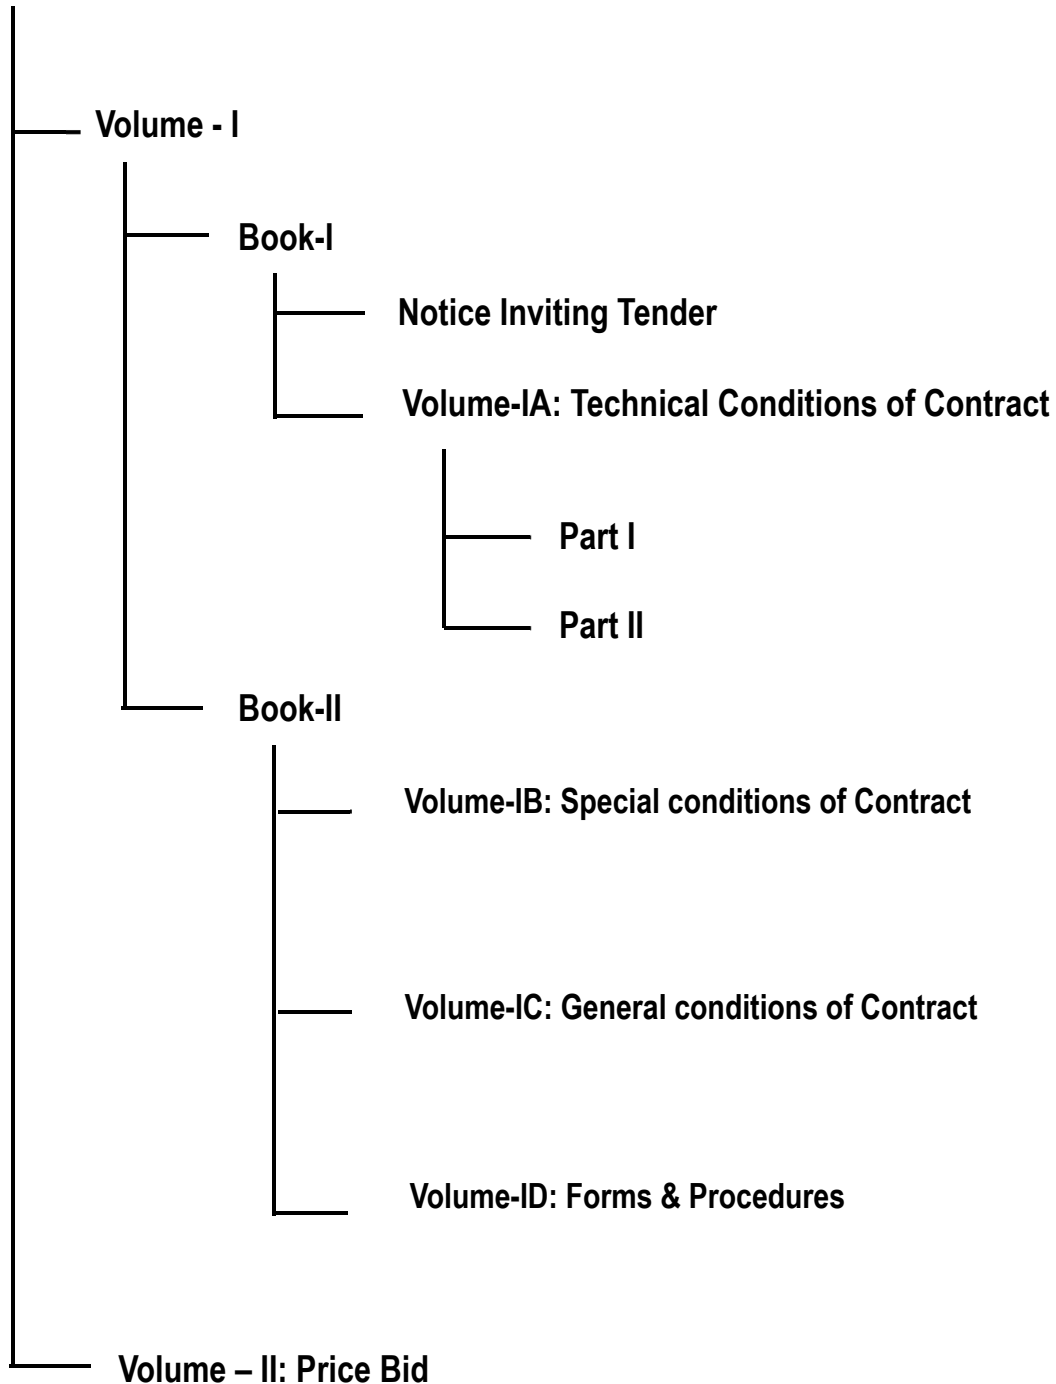 Volume - I
Book-I
Notice Inviting Tender
Volume-IA: Technical Conditions of Contract
Part I
Part II
Book-II
Volume-IB: Special conditions of Contract
Volume-IC: General conditions of Contract
Volume-ID: Forms & Procedures
Volume – II: Price Bid